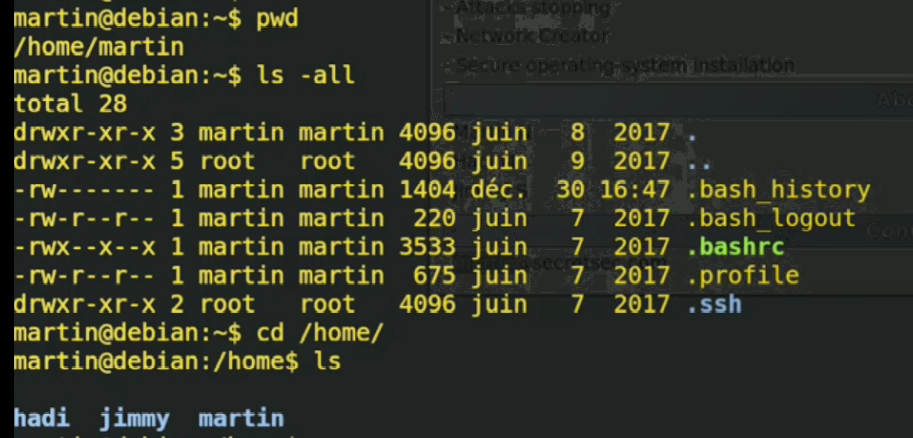 martin@debian:~$ pwd
/home/martin
martin@debian:~$ ls -all
total 28
drwxr-xr-x 3 martin martin 4096 juin 8 2017 .
drwxr-xr-x 5 root root 4096 juin 9 2017 ..
-rw------- 1 martin martin 1404 déc. 30 16:47 .bash_history
-rw-r--r-- 1 martin martin 220 juin 7 2017 .bash_logout
-rwx--x--x 1 martin martin 3533 juin 7 2017 .bashrc
-rw-r--r-- 1 martin martin 675 juin 7 2017 .profile
drwxr-xr-x 2 root root 4096 juin 7 2017 .ssh
martin@debian:~$ cd /home/
martin@debian:/home$ ls
hadi jimmy martin
- Attacks stopping
- Network Creator
- Secure operating-system installation